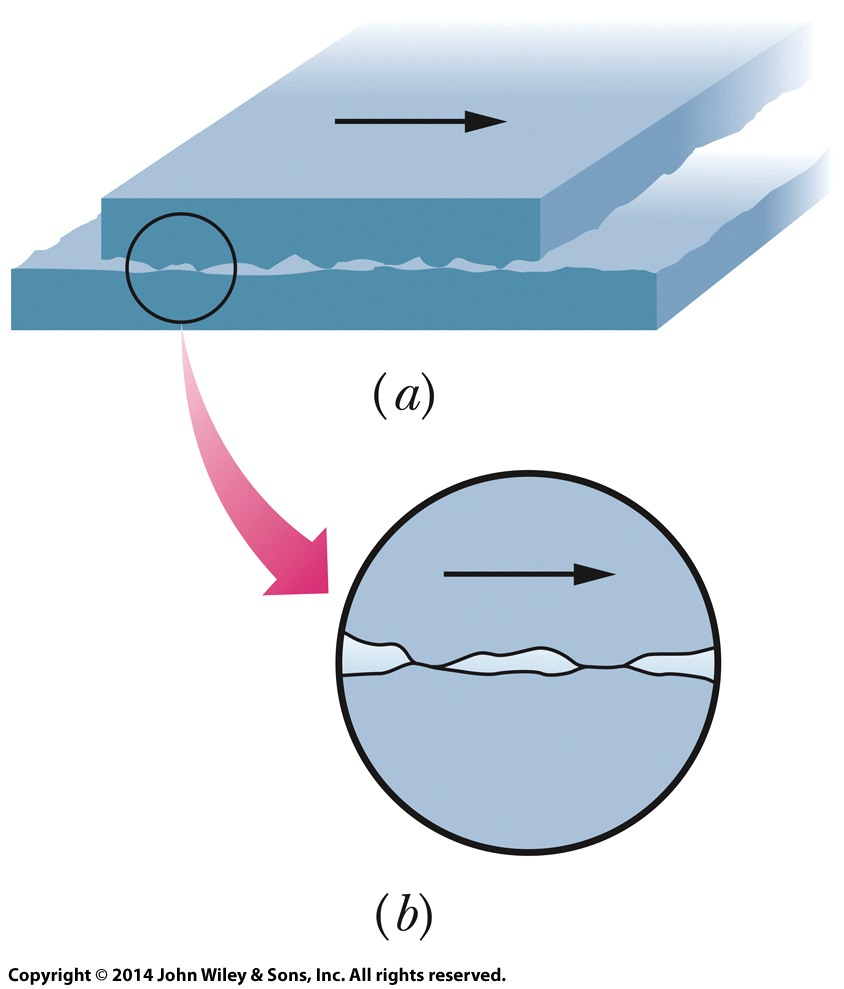 (a)
(b)
Copyright © 2014 John Wiley & Sons, Inc. All rights reserved.